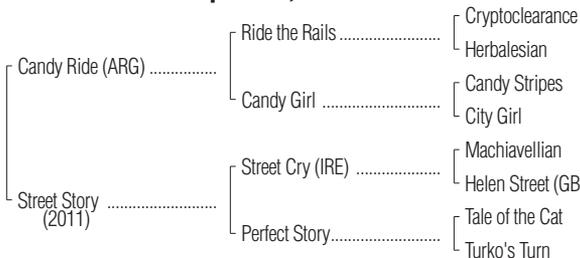 Cryptoclearance
Ride the Rails
Herbalesian
Candy Ride (ARG)
Candy Stripes
Candy Girl
City Girl
Machiavellian
Street Cry (IRE)
Helen Street (GB
Street Story
(2011)
Tale of the Cat
Perfect Story
Turko's Turn